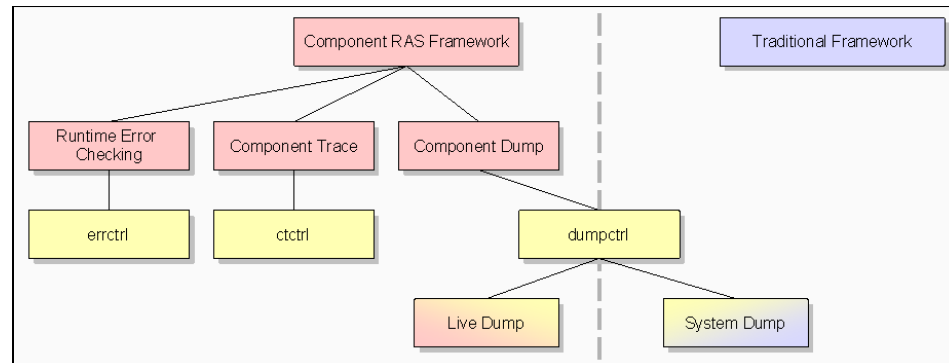 Component RAS Framework
Traditional Framework
Runtime Error
Checking
Component Trace
Component Dump
errctrl
ctctrl
dumpctrl
Live Dump
System Dump